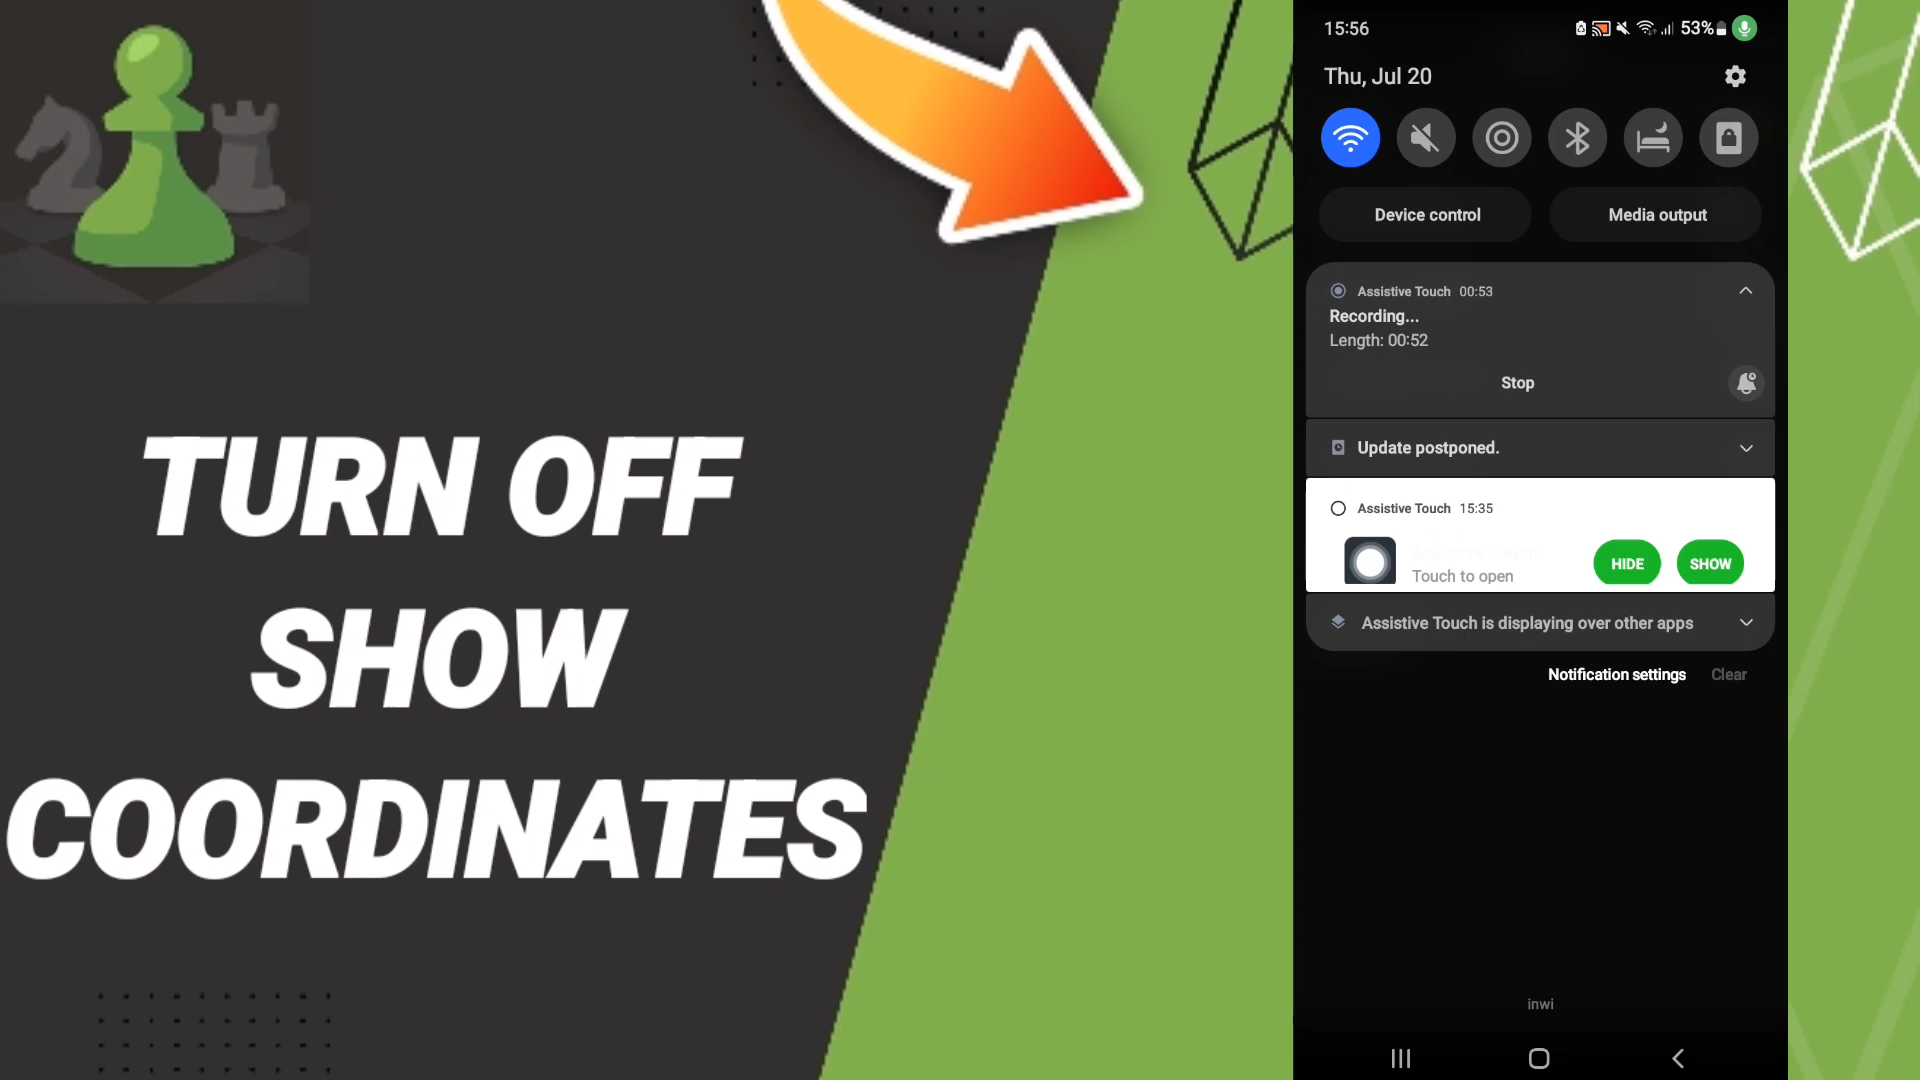 TURN OFF
SHOW
COORDINATES
15:56
53%
Thu, Jul 20
Device control
Media output
Assistive Touch 00:53
Recording...
Length: 00:52
Stop
Update postponed.
Assistive Touch 15:35
Assistive Touch
Touch to open
HIDE
SHOW
Assistive Touch is displaying over other apps
Notification settings
Clear
inwi